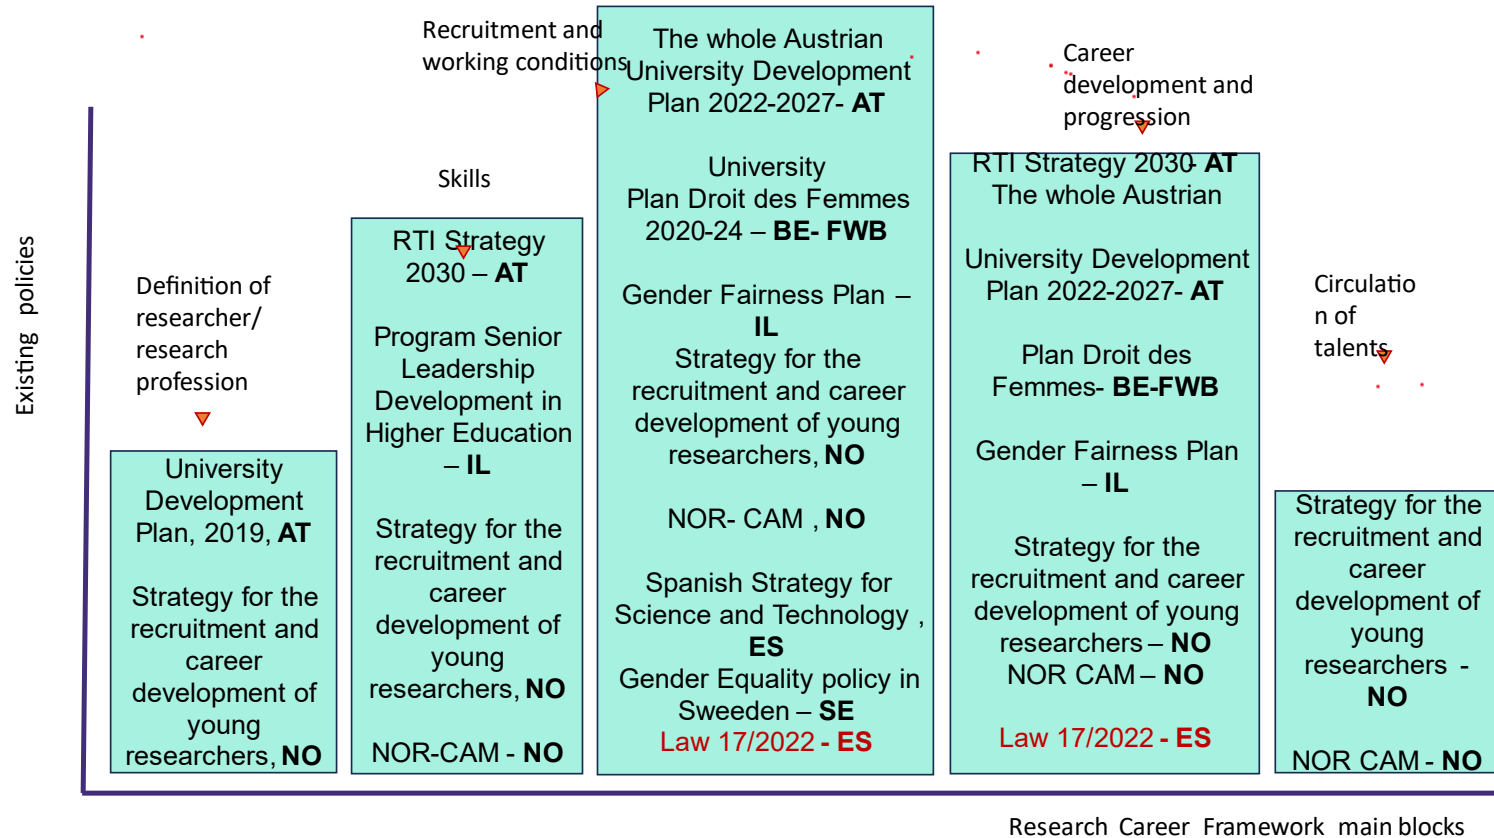 Existing policies
Definition of
researcher/
research
profession
University
Development
Plan, 2019, AT
Strategy for the
recruitment and
career
development of
young
researchers, NO
Skills
RTI Strategy
2030 – AT
Program Senior
Leadership
Development in
Higher Education
– IL
Strategy for the
recruitment and
career
development of
young
researchers, NO
NOR-CAM - NO
Recruitment and
working conditions
The whole Austrian
University Development
Plan 2022-2027- AT
University
Plan Droit des Femmes
2020-24 – BE- FWB
Gender Fairness Plan –
IL
Strategy for the
recruitment and career
development of young
researchers, NO
NOR- CAM , NO
Spanish Strategy for
Science and Technology ,
ES
Gender Equality policy in
Sweeden – SE
Law 17/2022 - ES
Career
development and
progression
RTI Strategy 2030- AT
The whole Austrian
University Development
Plan 2022-2027- AT
Plan Droit des
Femmes- BE-FWB
Gender Fairness Plan
– IL
Strategy for the
recruitment and career
development of young
researchers – NO
NOR CAM – NO
Law 17/2022 - ES
Circulatio
n of
talents
Strategy for the
recruitment and
career
development of
young
researchers -
NO
NOR CAM - NO
Research Career Framework main blocks